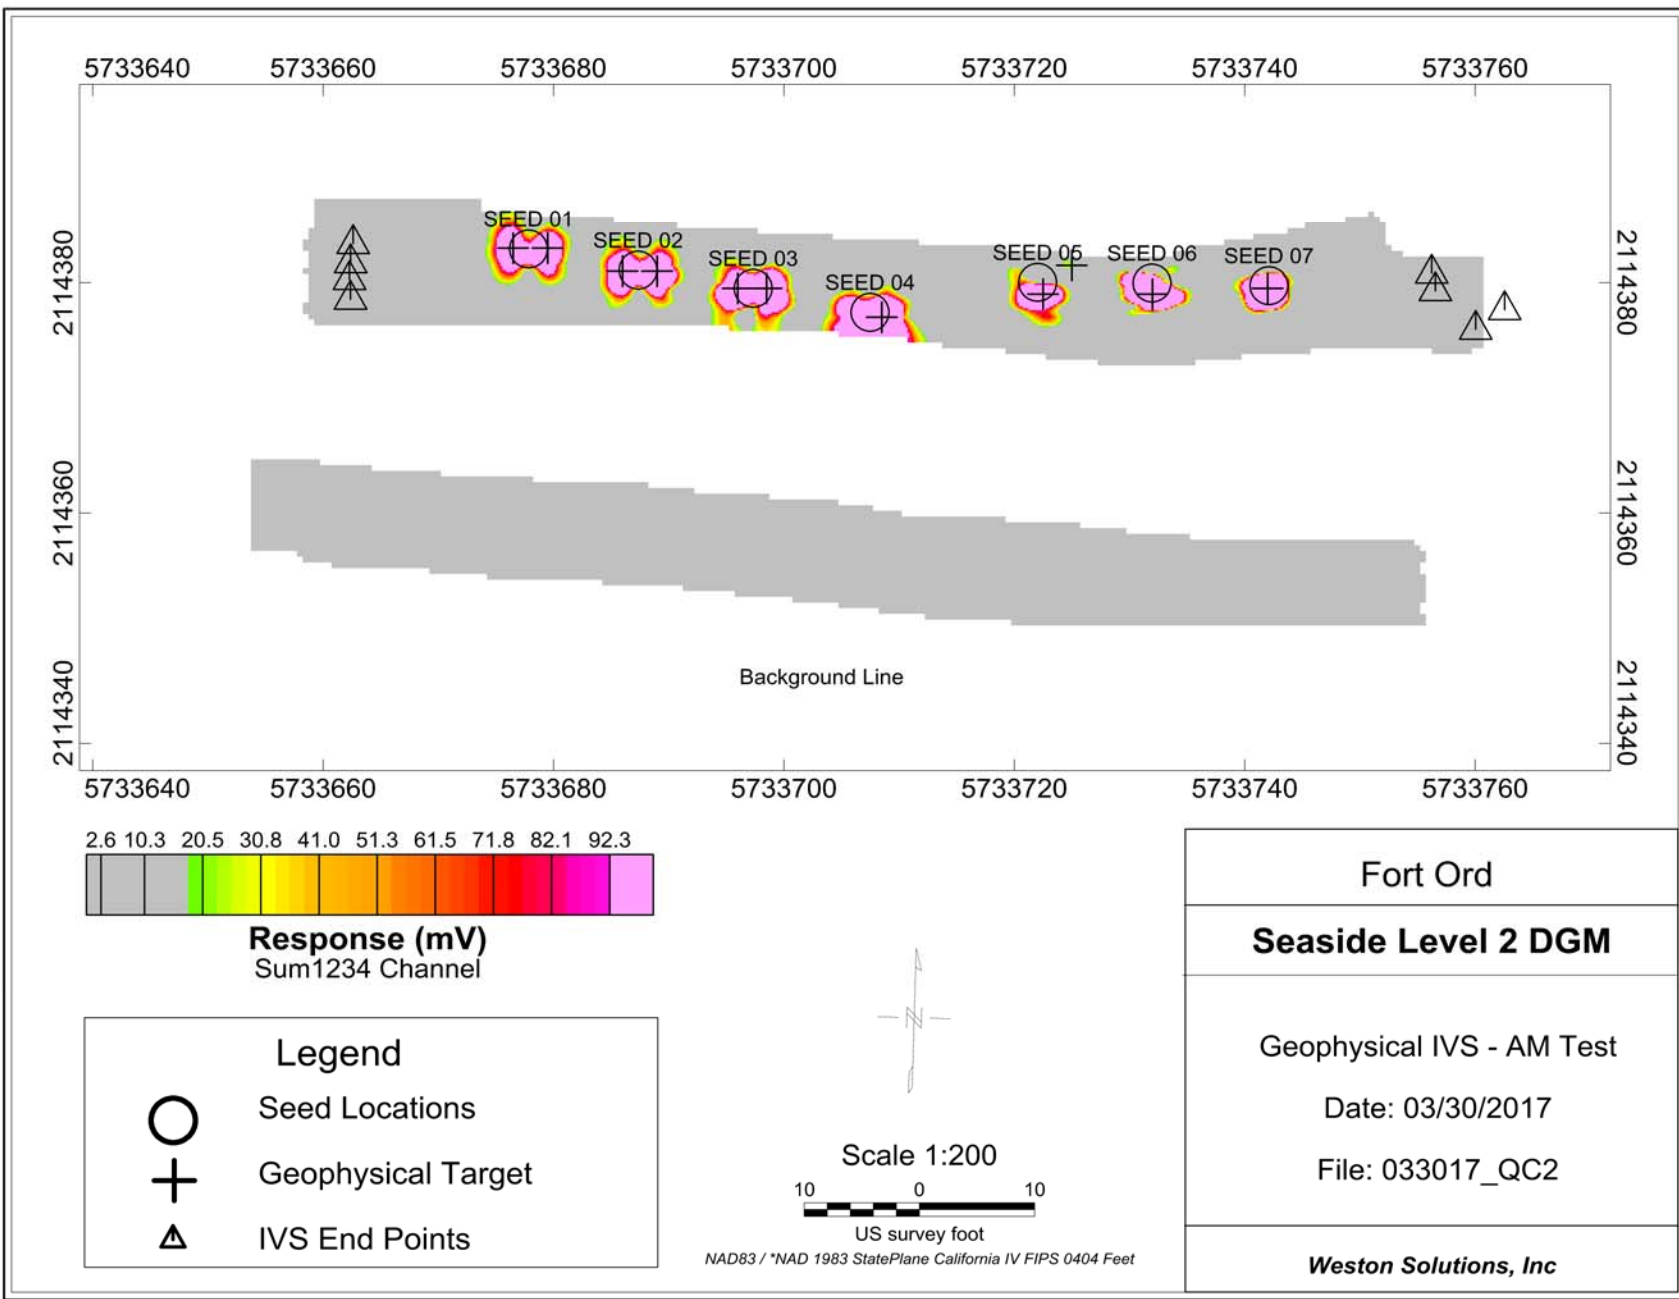 5733640 5733660 5733680 5733700 5733720 5733740 5733760
SEED 01
SEED 02
SEED 03
SEED 04
SEED 05
SEED 06
SEED 07
2114380 2114380
2114360 2114360
2114340 2114340
Background Line
5733640 5733660 5733680 5733700 5733720 5733740 5733760
2.6 10.3 20.5 30.8 41.0 51.3 61.5 71.8 82.1 92.3
Response (mV)
Sum1234 Channel
Legend
Seed Locations
Geophysical Target
IVS End Points
N
Scale 1:200
10 0 10
US survey foot
NAD83 / *NAD 1983 StatePlane California IV FIPS 0404 Feet
Fort Ord
Seaside Level 2 DGM
Geophysical IVS - AM Test
Date: 03/30/2017
File: 033017_QC2
Weston Solutions, Inc